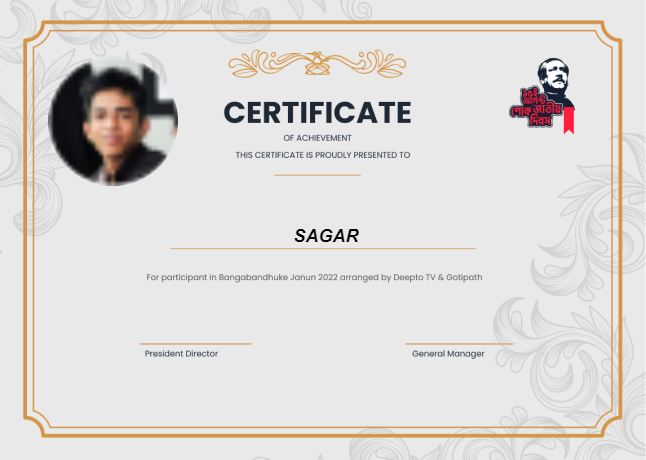 CERTIFICATE
OF ACHIEVEMENT
THIS CERTIFICATE IS PROUDLY PRESENTED TO
১৫ই
আগস্ট
জাতীয়
শোক
দিবস
SAGAR
For participant in Bangabandhuke Janun 2022 arranged by Deepto TV & Gotipath
President Director
General Manager